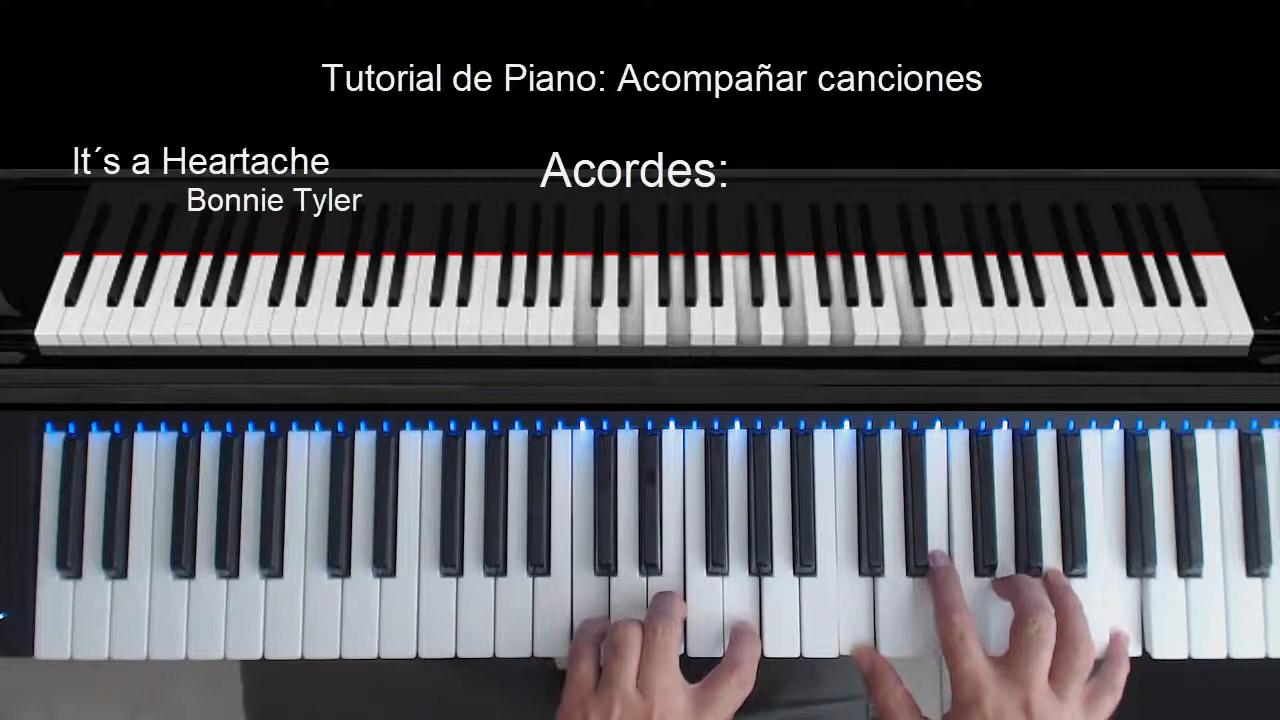 Tutorial de Piano: Acompañar canciones
It´s a Heartache
Bonnie Tyler
Acordes: